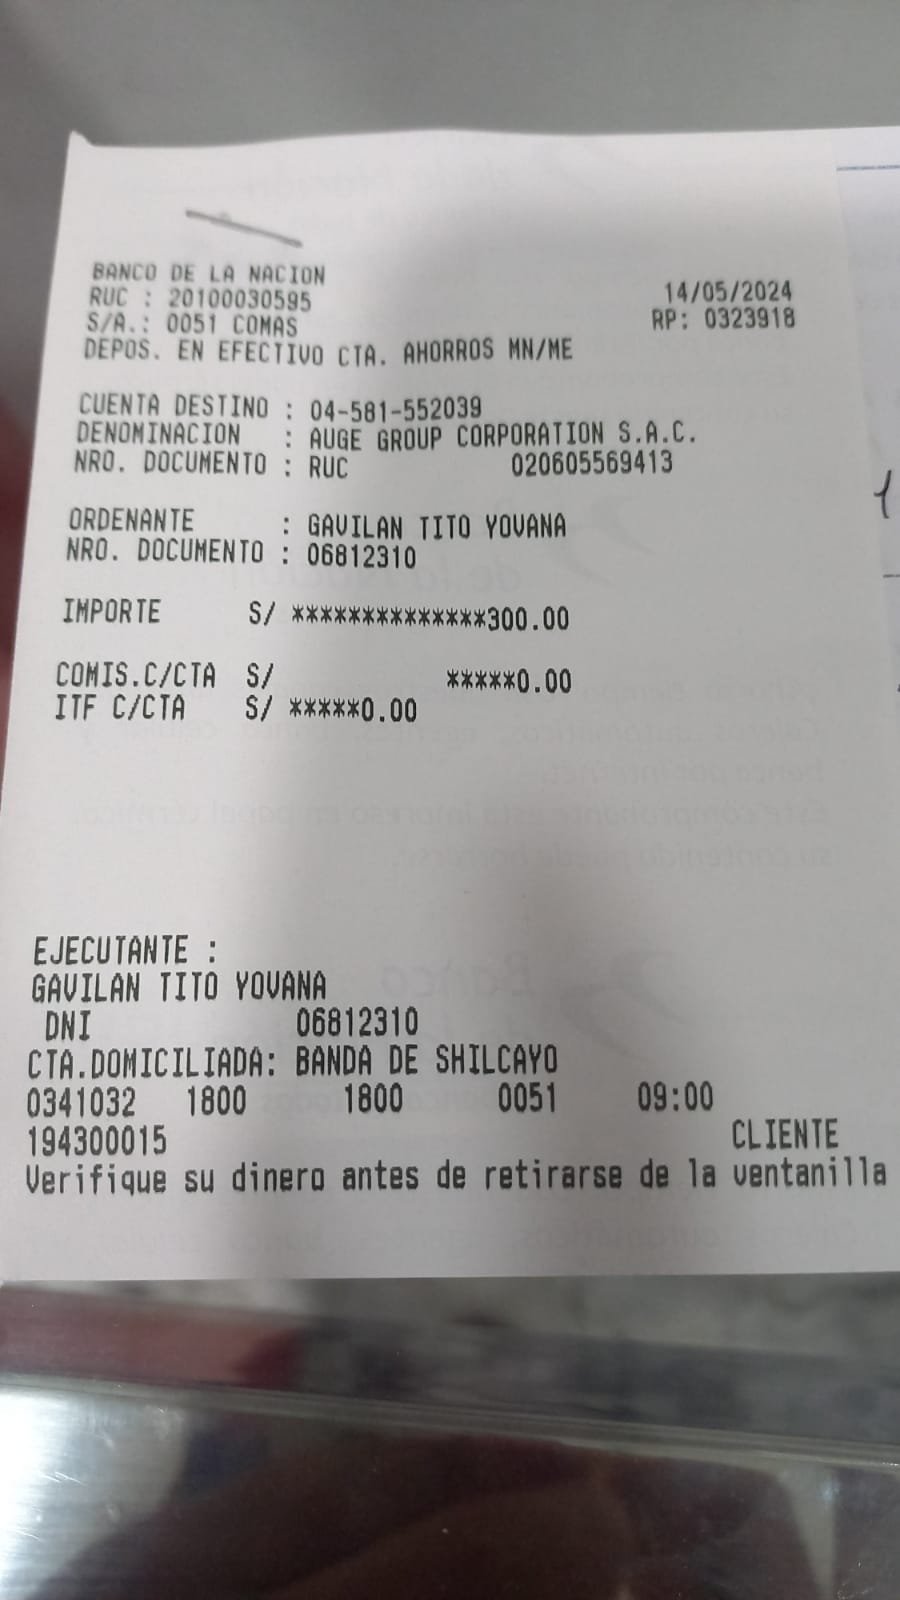 BANCO DE LA NACION
RUC : 20100030595 14/05/2024
S/A.: 0051 COMAS RP: 0323918
DEPOS. EN EFECTIVO CTA. AHORROS MN/ME
CUENTA DESTINO : 04-581-552039
DENOMINACION : AUGE GROUP CORPORATION S.A.C.
NRO. DOCUMENTO : RUC 020605569413
ORDENANTE : GAVILAN TITO YOVANA
NRO. DOCUMENTO : 06812310
IMPORTE S/ **************300.00
COMIS.C/CTA S/ *****0.00
ITF C/CTA S/ *****0.00
EJECUTANTE :
GAVILAN TITO YOVANA
DNI 06812310
CTA.DOMICILIADA: BANDA DE SHILCAYO
0341032 1800 1800 0051 09:00
194300015 CLIENTE
Verifique su dinero antes de retirarse de la ventanilla